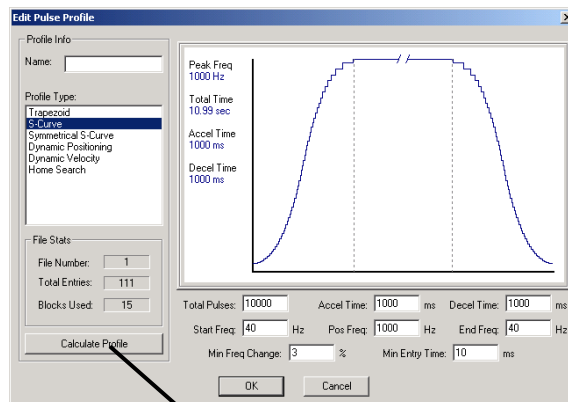 Edit Pulse Profile
Profile Info
Name:
Profile Type:
Trapezoid
S-Curve
Symmetrical S-Curve
Dynamic Positioning
Dynamic Velocity
Home Search
File Stats
File Number: 1
Total Entries: 111
Blocks Used: 15
Calculate Profile
Peak Freq
1000 Hz
Total Time
10.99 sec
Accel Time
1000 ms
Decel Time
1000 ms
Total Pulses: 10000 Accel Time: 1000 ms Decel Time: 1000 ms
Start Freq: 40 Hz Pos Freq: 1000 Hz End Freq: 40 Hz
Min Freq Change: 3 % Min Entry Time: 10 ms
OK Cancel